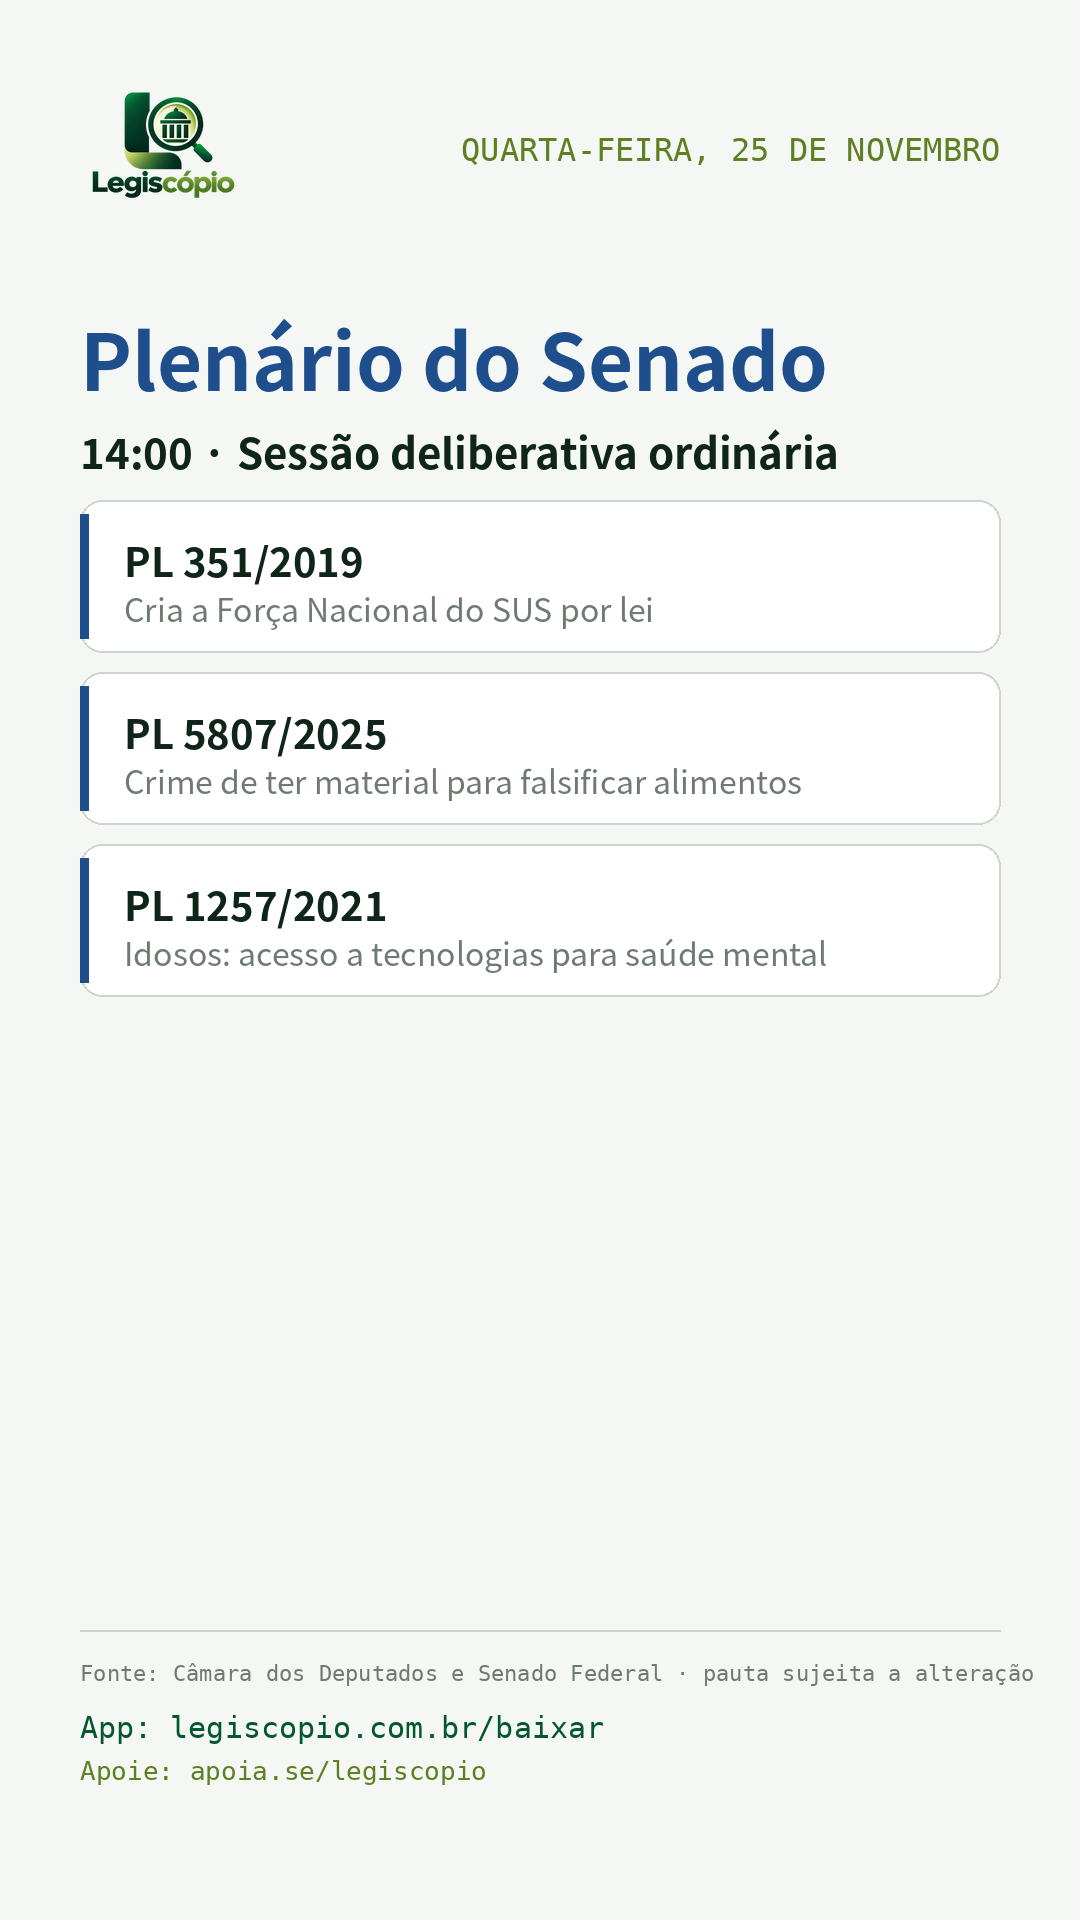 Legiscópio
QUARTA-FEIRA, 25 DE NOVEMBRO
Plenário do Senado
14:00 · Sessão deliberativa ordinária
PL 351/2019
Cria a Força Nacional do SUS por lei
PL 5807/2025
Crime de ter material para falsificar alimentos
PL 1257/2021
Idosos: acesso a tecnologias para saúde mental
Fonte: Câmara dos Deputados e Senado Federal · pauta sujeita a alteração
App: legiscopio.com.br/baixar
Apoie: apoia.se/legiscopio